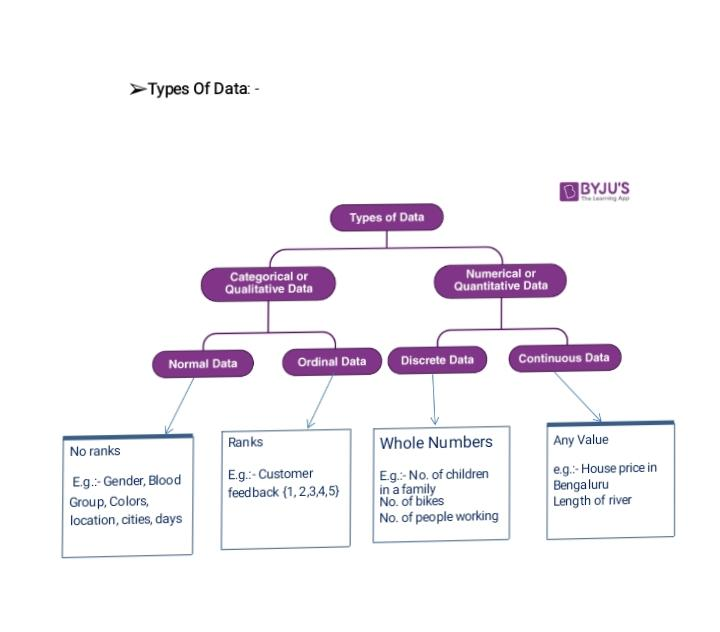 ➢Types Of Data: -
BYJU'S
The Learning App
Types of Data
Categorical or
Qualitative Data
Numerical or
Quantitative Data
Normal Data
Ordinal Data
Discrete Data
Continuous Data
No ranks
E.g.:- Gender, Blood
Group, Colors,
location, cities, days
Ranks
E.g.:- Customer
feedback {1, 2,3,4,5}
Whole Numbers
E.g.:- No. of children
in a family
No. of bikes
No. of people working
Any Value
e.g.:- House price in
Bengaluru
Length of river